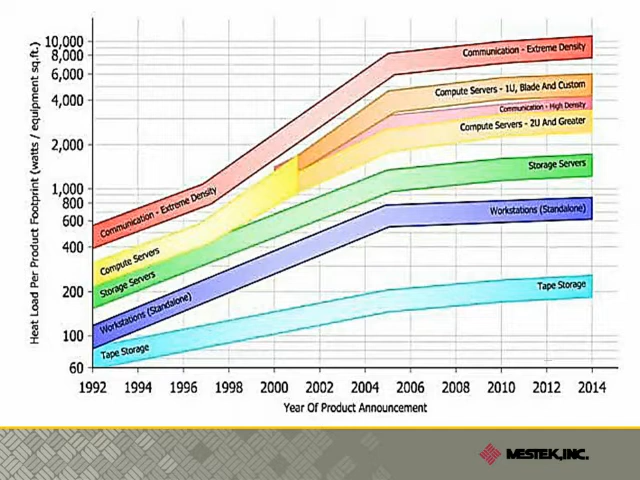 10,000
8,000
6,000
4,000
2,000
1,000
800
600
400
200
100
60
Heat Load Per Product Footprint (watts / equipment sq.ft.)
Communication - Extreme Density
Compute Servers - 1U, Blade And Custom
Communication - High Density
Compute Servers - 2U And Greater
Storage Servers
Workstations (Standalone)
Tape Storage
Communication - Extreme Density
Compute Servers
Storage Servers
Workstations (Standalone)
Tape Storage
1992 1994 1996 1998 2000 2002 2004 2006 2008 2010 2012 2014
Year Of Product Announcement
MESTEK, INC.